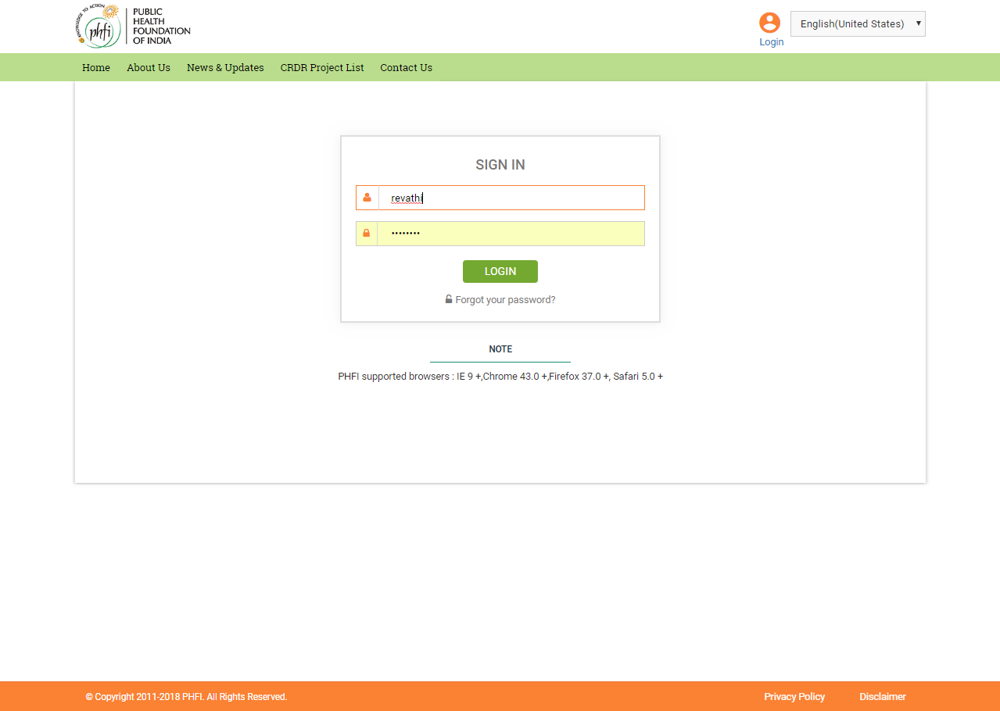 KNOWLEDGE TO ACTION
phfi
PUBLIC
HEALTH
FOUNDATION
OF INDIA
Login
English(United States)
Home About Us News & Updates CRDR Project List Contact Us
SIGN IN
revathi
••••••••
LOGIN
Forgot your password?
NOTE
PHFI supported browsers : IE 9 +,Chrome 43.0 +,Firefox 37.0 +, Safari 5.0 +
© Copyright 2011-2018 PHFI. All Rights Reserved. Privacy Policy Disclaimer